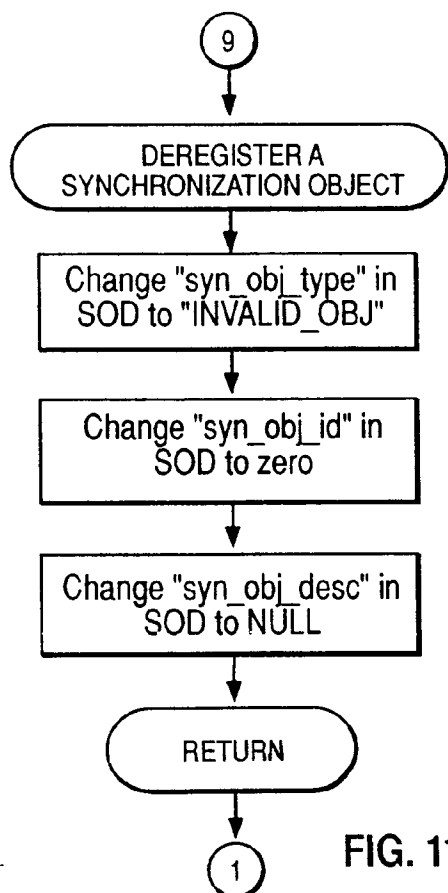 9
DEREGISTER A
SYNCHRONIZATION OBJECT
Change "syn_obj_type" in
SOD to "INVALID_OBJ"
Change "syn_obj_id" in
SOD to zero
Change "syn_obj_desc" in
SOD to NULL
RETURN
1
FIG.